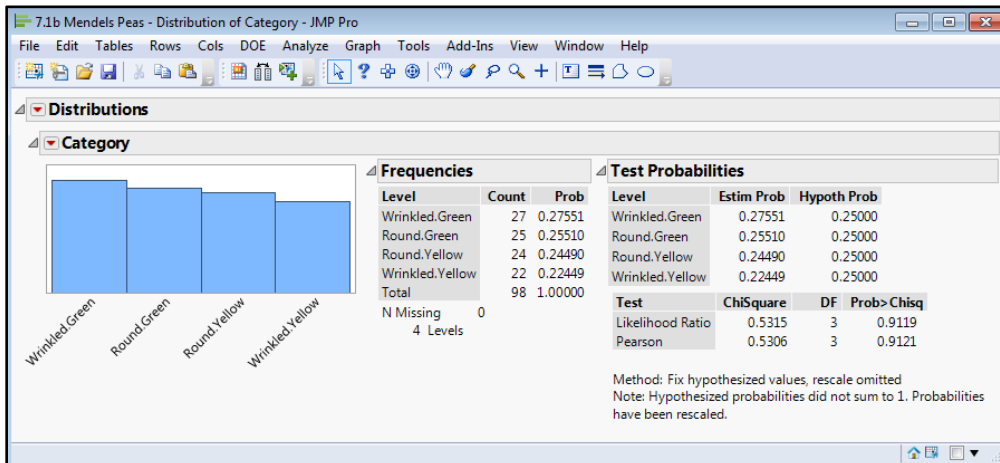 7.1b Mendels Peas - Distribution of Category - JMP Pro
File Edit Tables Rows Cols DOE Analyze Graph Tools Add-Ins View Window Help
Distributions
Category
Wrinkled.Green
Round.Green
Round.Yellow
Wrinkled.Yellow
Frequencies
Level Count Prob
Wrinkled.Green 27 0.27551
Round.Green 25 0.25510
Round.Yellow 24 0.24490
Wrinkled.Yellow 22 0.22449
Total 98 1.00000
N Missing 0
4 Levels
Test Probabilities
Level Estim Prob Hypoth Prob
Wrinkled.Green 0.27551 0.25000
Round.Green 0.25510 0.25000
Round.Yellow 0.24490 0.25000
Wrinkled.Yellow 0.22449 0.25000
Test ChiSquare DF Prob>Chisq
Likelihood Ratio 0.5315 3 0.9119
Pearson 0.5306 3 0.9121
Method: Fix hypothesized values, rescale omitted
Note: Hypothesized probabilities did not sum to 1. Probabilities
have been rescaled.